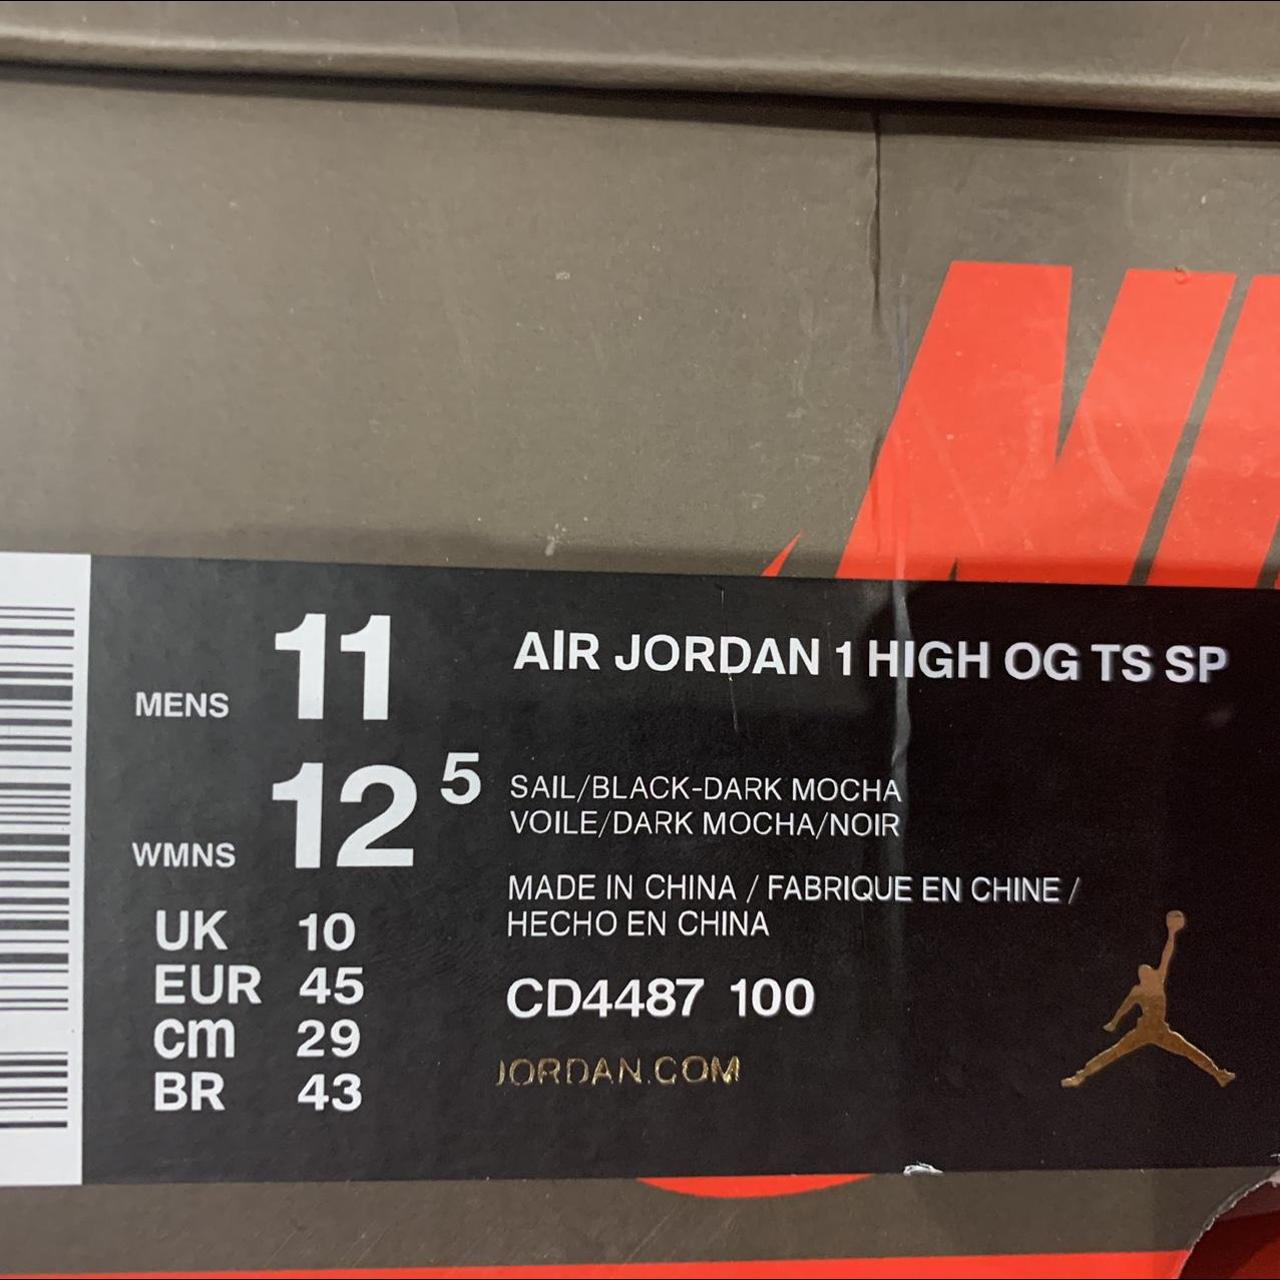 MENS 11
WMNS 12 5
UK 10
EUR 45
cm 29
BR 43
AIR JORDAN 1 HIGH OG TS SP
SAIL/BLACK-DARK MOCHA
VOILE/DARK MOCHA/NOIR
MADE IN CHINA / FABRIQUE EN CHINE /
HECHO EN CHINA
CD4487 100
JORDAN.COM